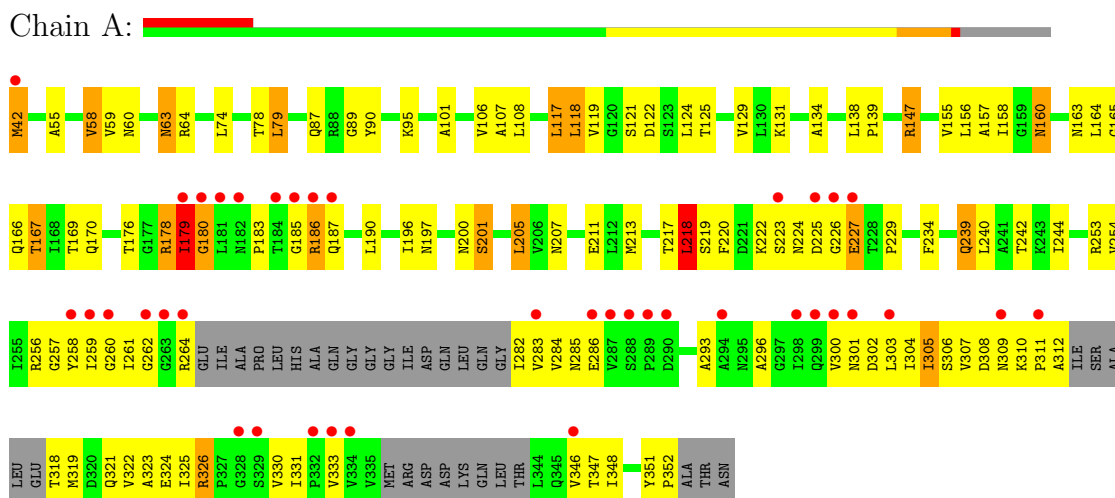 Chain A:
M42 A55 V58 V59 N60 N63 R64 L74 T78 L79 Q87 R88 G89 Y90 K95 A101 V106 A107 L108 L117 L118 V119 G120 S121 D122 S123 L124 T125 V129 L130 K131 A134 L138 P139 R147 V155 L156 A157 I158 G159 N160 N163 L164 G165
Q166 T167 I168 T169 Q170 T176 G177 R178 I179 G180 L181 N182 P183 T184 G185 R186 Q187 L190 I196 N197 N200 S201 L205 V206 N207 E211 L212 M213 T217 L218 S219 F220 D221 K222 S223 N224 D225 G226 E227 T228 P229 F234 Q239 L240 A241 T242 K243 I244 R253 V254
I255 R256 G257 Y258 I259 G260 I261 G262 G263 R264 GLU ILE ALA PRO LEU HIS ALA GLN GLY GLY GLY ILE ASP GLN LEU GLN GLY I282 V283 V284 N285 E286 V287 S288 P289 D290 A293 A294 N295 A296 G297 I298 Q299 V300 N301 D302 L303 I304 I305 S306 V307 D308 N309 K310 P311 A312 ILE SER ALA
LEU GLU T318 M319 D320 Q321 V322 A323 E324 I325 R326 P327 G328 S329 V330 I331 P332 V333 V334 V335 MET ARG ASP ASP LYS GLN LEU THR L344 Q345 V346 T347 I348 Y351 P352 ALA THR ASN